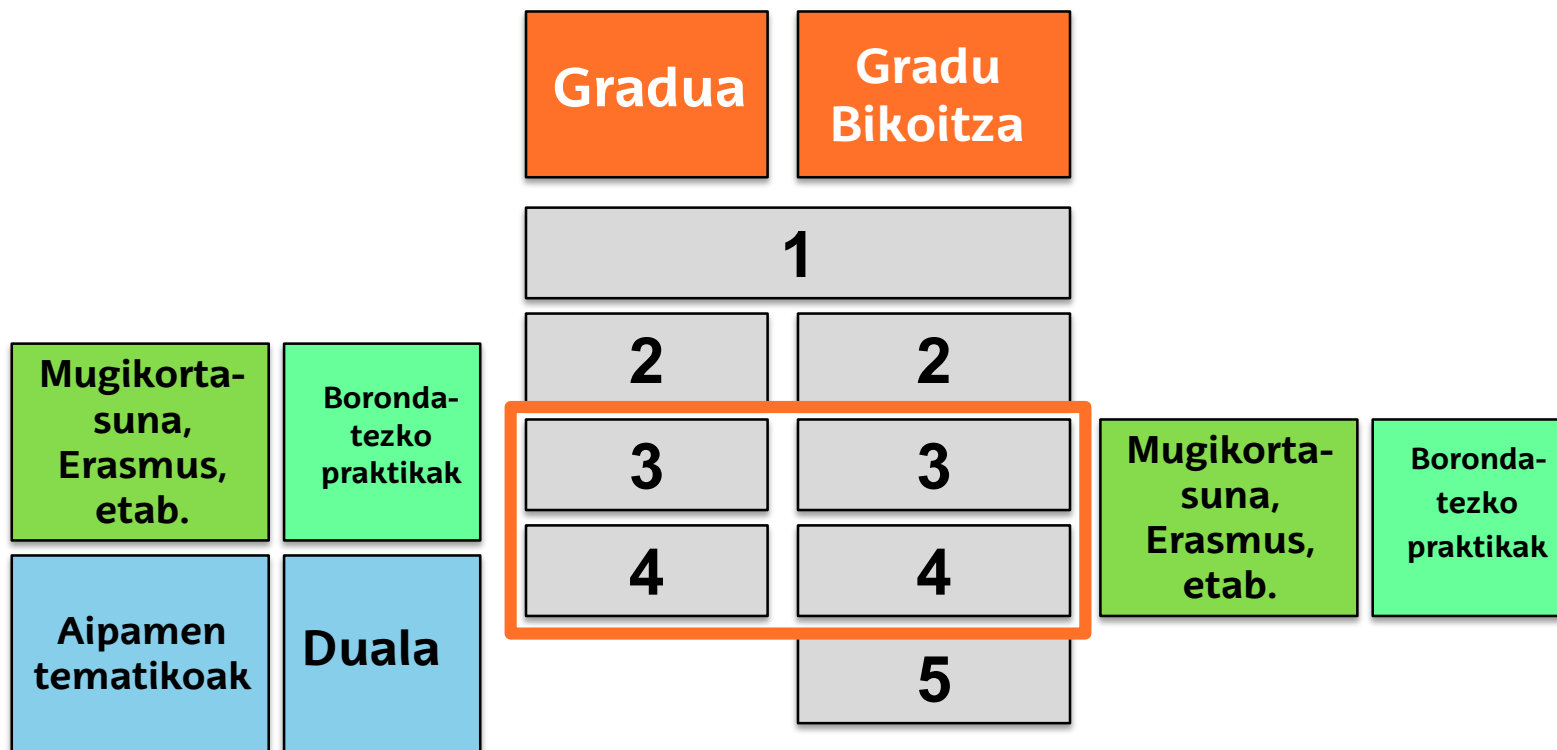 Gradua
Gradu
Bikoitza
1
2
2
3
3
4
4
5
Mugikorta-
suna,
Erasmus,
etab.
Boronda-
tezko
praktikak
Aipamen
tematikoak
Duala
Mugikorta-
suna,
Erasmus,
etab.
Boronda-
tezko
praktikak